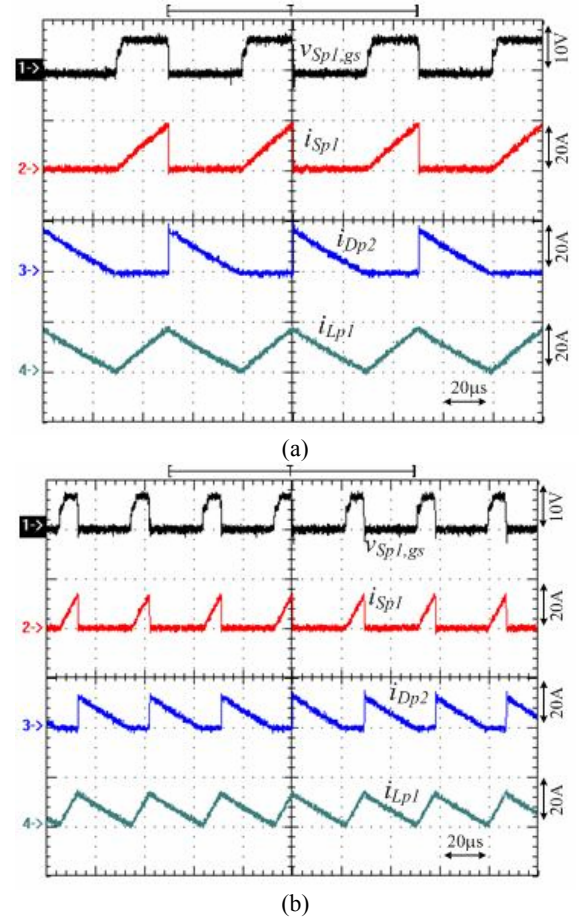 1->
v_{Sp1,gs}
10V
2->
i_{Sp1}
20A
3->
i_{Dp2}
20A
4->
i_{Lp1}
20A
20μs
(a)
1->
v_{Sp1,gs}
10V
2->
i_{Sp1}
20A
3->
i_{Dp2}
20A
4->
i_{Lp1}
20A
20μs
(b)